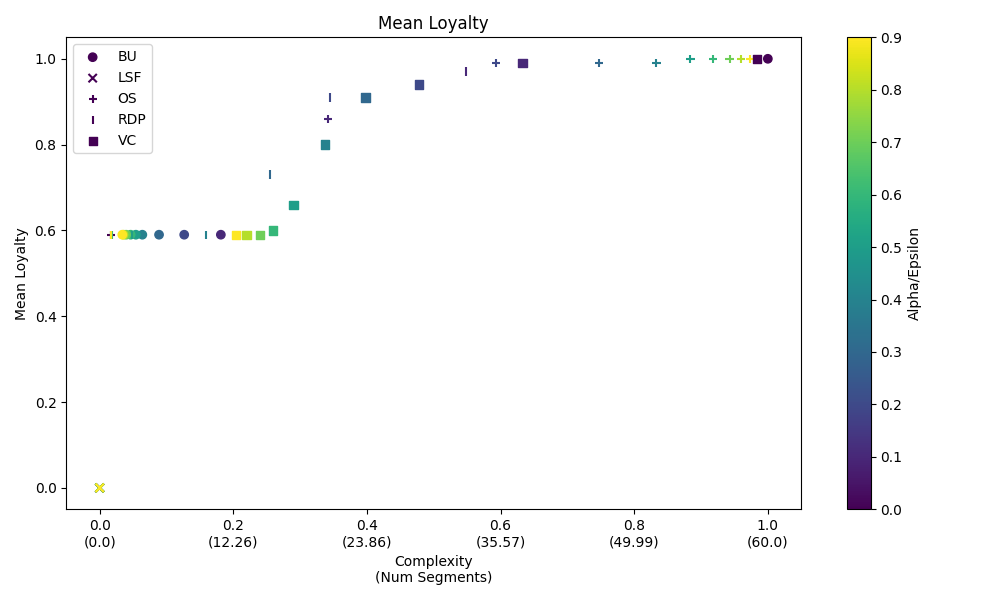 Mean Loyalty
BU
LSF
OS
RDP
VC
Mean Loyalty
1.0
0.8
0.6
0.4
0.2
0.0
0.0 0.2 0.4 0.6 0.8 1.0
(0.0) (12.26) (23.86) (35.57) (49.99) (60.0)
Complexity
(Num Segments)
0.9
0.8
0.7
0.6
0.5
0.4
0.3
0.2
0.1
0.0
Alpha/Epsilon